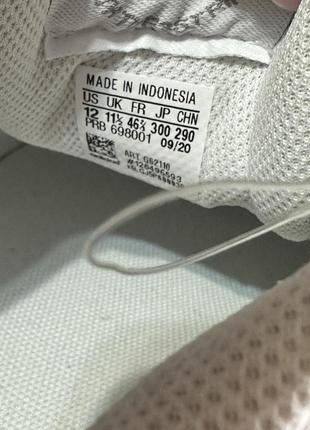 MADE IN INDONESIA
US UK FR JP CHN
12 11½ 46⅔ 300 290
PRB 698001 09/20
ART. G62110